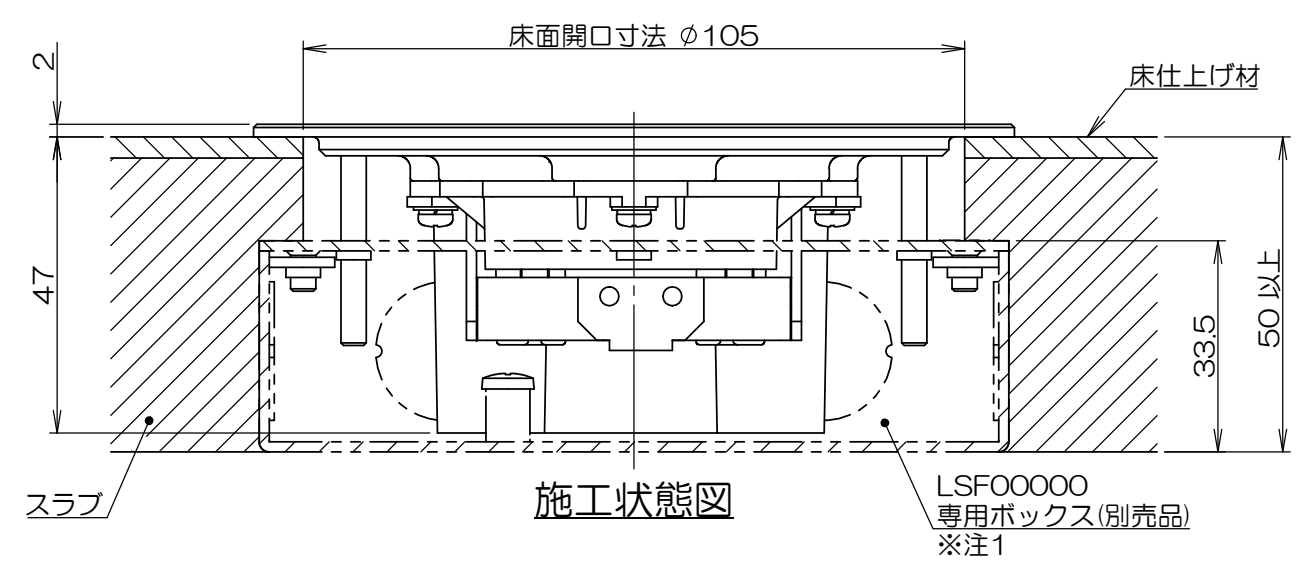 床面開口寸法 φ105
2
床仕上げ材
47
33.5
50 以上
スラブ
施工状態図
LSF00000
専用ボックス(別売品)
※注1